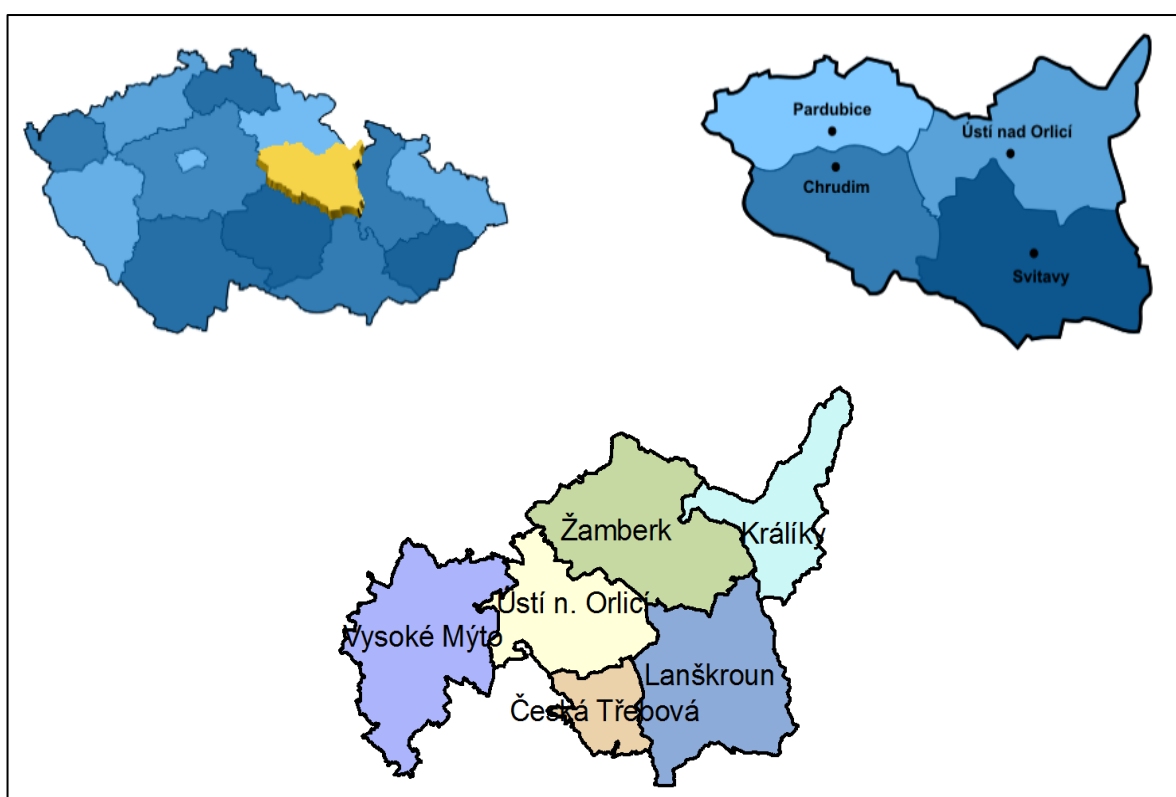 Pardubice
Ústí nad Orlicí
Chrudim
Svitavy
Žamberk
Králíky
Ústí n. Orlicí
Vysoké Mýto
Lanškroun
Česká Třebová